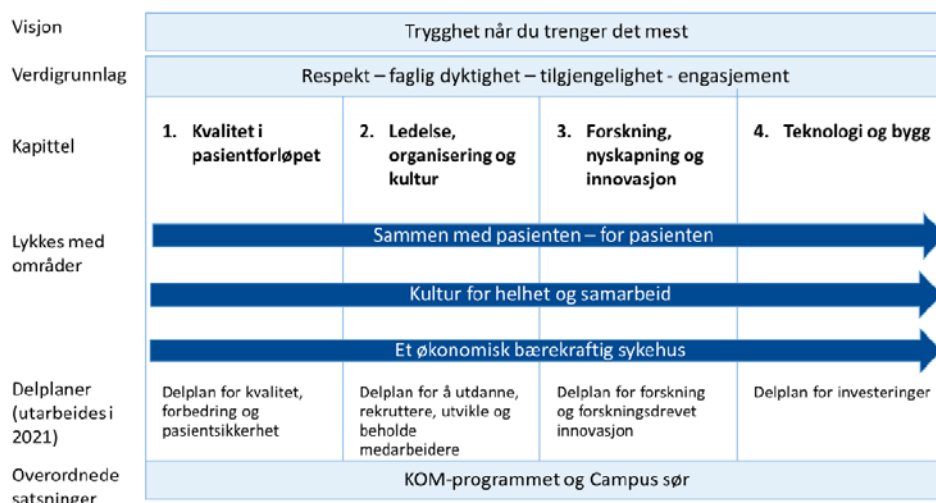 Visjon
Trygghet når du trenger det mest
Verdigrunnlag
Respekt – faglig dyktighet – tilgjengelighet - engasjement
Kapittel
1. Kvalitet i
pasientforløpet
2. Ledelse,
organisering og
kultur
3. Forskning,
nyskapning og
innovasjon
4. Teknologi og bygg
Lykkes med
områder
Sammen med pasienten – for pasienten
Kultur for helhet og samarbeid
Et økonomisk bærekraftig sykehus
Delplaner
(utarbeides i
2021)
Delplan for kvalitet,
forbedring og
pasientsikkerhet
Delplan for å utdanne,
rekruttere, utvikle og
beholde
medarbeidere
Delplan for forskning
og forskningsdrevet
innovasjon
Delplan for investeringer
Overordnede
satsninger
KOM-programmet og Campus sør